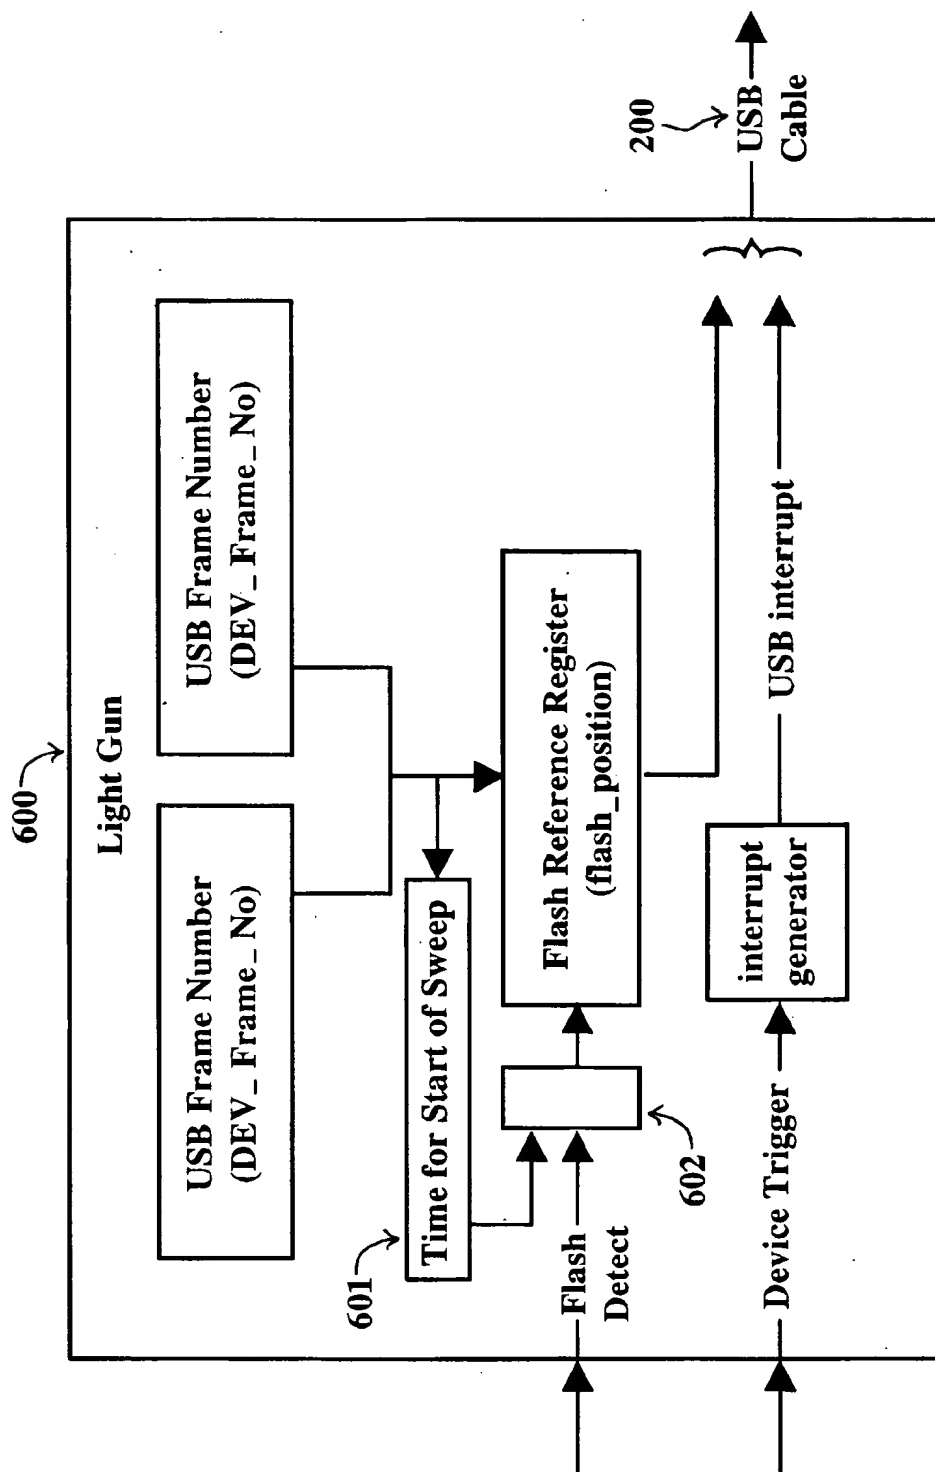 600
Light Gun
USB Frame Number
(DEV_Frame_No)
USB Frame Number
(DEV_Frame_No)
601
Time for Start of Sweep
Flash
Detect
602
Flash Reference Register
(flash_position)
Device Trigger
interrupt
generator
USB interrupt
200
USB
Cable